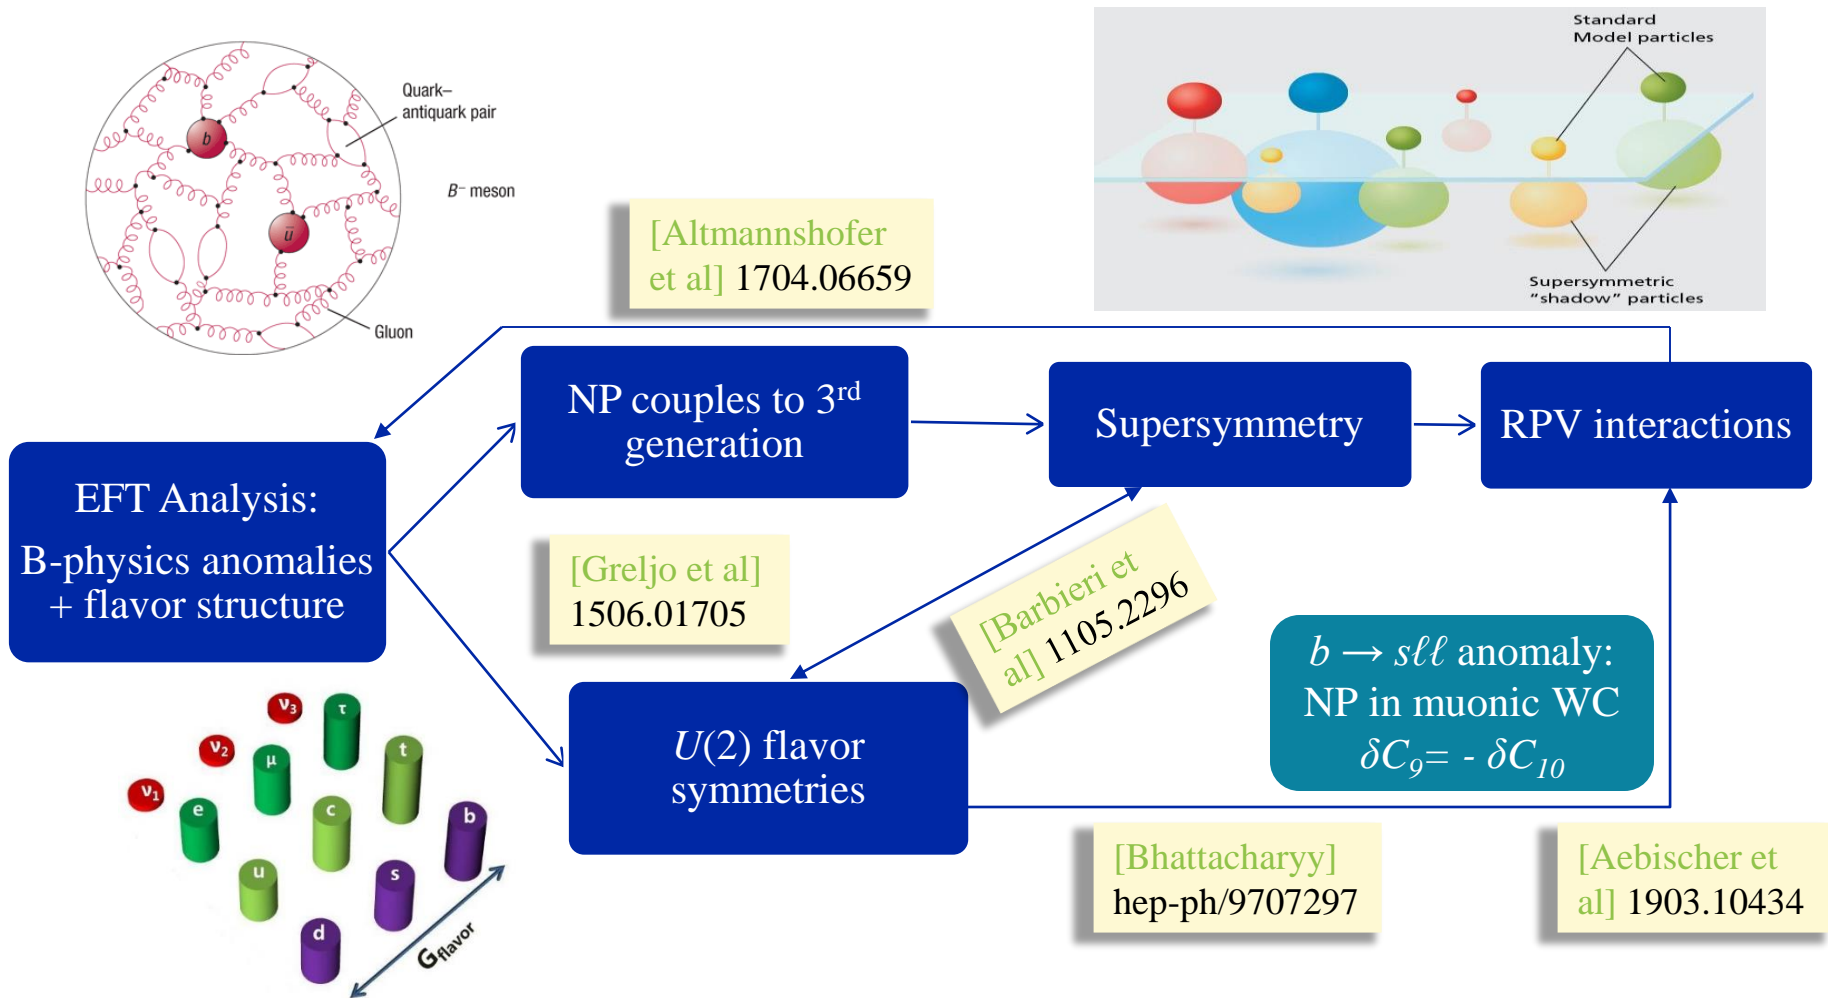 Quark–
antiquark pair
b
B⁻ meson
u̅
Gluon
Standard
Model particles
Supersymmetric
“shadow” particles
[Altmannshofer
et al] 1704.06659
NP couples to 3rd
generation
Supersymmetry
RPV interactions
EFT Analysis:
B-physics anomalies
+ flavor structure
[Greljo et al]
1506.01705
[Barbieri et
al] 1105.2296
b → sℓℓ anomaly:
NP in muonic WC
δC₉= - δC₁₀
U(2) flavor
symmetries
ν₃
τ
ν₂
μ
t
ν₁
e
c
b
u
s
d
Gflavor
[Bhattacharyy]
hep-ph/9707297
[Aebischer et
al] 1903.10434